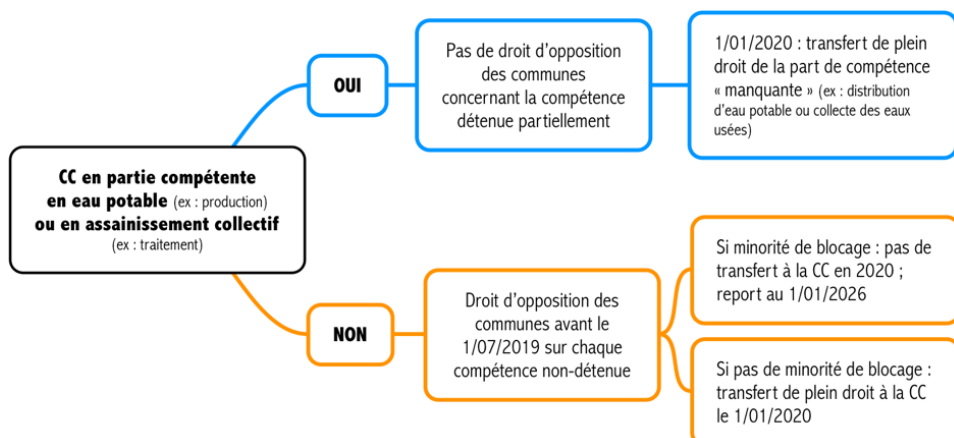 CC en partie compétente
en eau potable (ex : production)
ou en assainissement collectif
(ex : traitement)
OUI
Pas de droit d’opposition
des communes
concernant la compétence
détenue partiellement
1/01/2020 : transfert de plein
droit de la part de compétence
« manquante » (ex : distribution
d’eau potable ou collecte des eaux
usées)
NON
Droit d’opposition des
communes avant le
1/07/2019 sur chaque
compétence non-détenue
Si minorité de blocage : pas de
transfert à la CC en 2020 ;
report au 1/01/2026
Si pas de minorité de blocage :
transfert de plein droit à la CC
le 1/01/2020